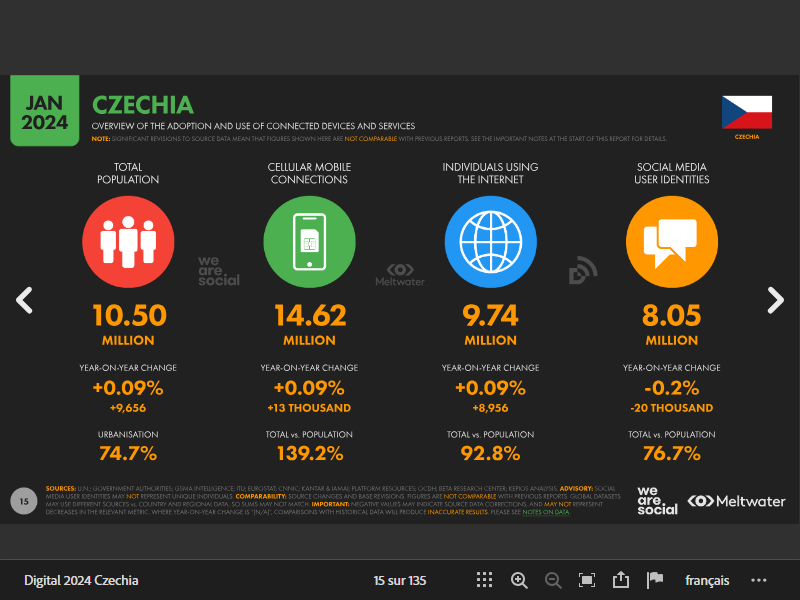 JAN
2024
CZECHIA
OVERVIEW OF THE ADOPTION AND USE OF CONNECTED DEVICES AND SERVICES
NOTE: SIGNIFICANT REVISIONS TO SOURCE DATA MEAN THAT FIGURES SHOWN HERE ARE NOT COMPARABLE WITH PREVIOUS REPORTS. SEE THE IMPORTANT NOTES AT THE START OF THIS REPORT FOR DETAILS.
CZECHIA
TOTAL
POPULATION
10.50
MILLION
YEAR-ON-YEAR CHANGE
+0.09%
+9,656
URBANISATION
74.7%
CELLULAR MOBILE
CONNECTIONS
14.62
MILLION
YEAR-ON-YEAR CHANGE
+0.09%
+13 THOUSAND
TOTAL vs. POPULATION
139.2%
INDIVIDUALS USING
THE INTERNET
9.74
MILLION
YEAR-ON-YEAR CHANGE
+0.09%
+8,956
TOTAL vs. POPULATION
92.8%
SOCIAL MEDIA
USER IDENTITIES
8.05
MILLION
YEAR-ON-YEAR CHANGE
-0.2%
-20 THOUSAND
TOTAL vs. POPULATION
76.7%
we
are
social
Meltwater
15
SOURCES: U.N.; GOVERNMENT AUTHORITIES; GSMA INTELLIGENCE; ITU; EUROSTAT; CNNIC; KANTAR & IAMAI; PLATFORM RESOURCES; OCDH; BETA RESEARCH CENTER; KEPIOS ANALYSIS. ADVISORY: SOCIAL
MEDIA USER IDENTITIES MAY NOT REPRESENT UNIQUE INDIVIDUALS. COMPARABILITY: SOURCE CHANGES AND BASE REVISIONS. FIGURES ARE NOT COMPARABLE WITH PREVIOUS REPORTS. GLOBAL DATASETS
MAY USE DIFFERENT SOURCES vs. COUNTRY AND REGIONAL DATA, SO SUMS MAY NOT MATCH. IMPORTANT: NEGATIVE VALUES MAY INDICATE SOURCE DATA CORRECTIONS, AND MAY NOT REPRESENT
DECREASES IN THE RELEVANT METRIC. WHERE YEAR-ON-YEAR CHANGE IS "[N/A]", COMPARISONS WITH HISTORICAL DATA WILL PRODUCE INACCURATE RESULTS. PLEASE SEE NOTES ON DATA.
we
are
social
Meltwater
Digital 2024 Czechia
15 sur 135
français